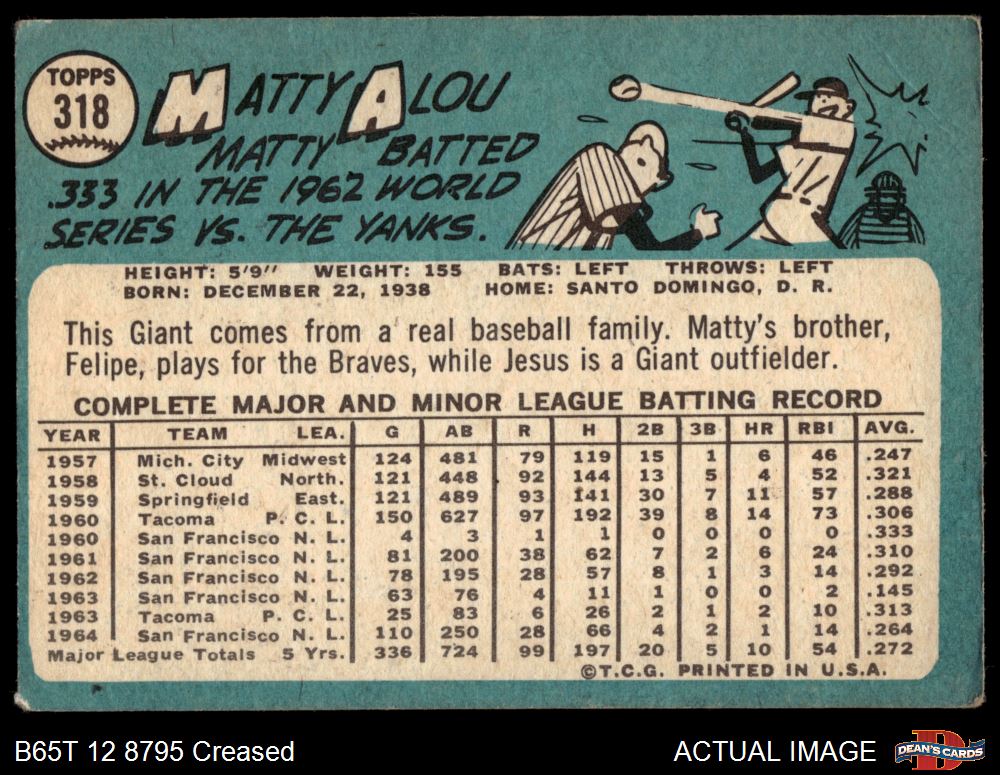 TOPPS
318
MATTY ALOU
MATTY BATTED
.333 IN THE 1962 WORLD
SERIES VS. THE YANKS.
HEIGHT: 5'9" WEIGHT: 155 BATS: LEFT THROWS: LEFT
BORN: DECEMBER 22, 1938 HOME: SANTO DOMINGO, D. R.
This Giant comes from a real baseball family. Matty's brother,
Felipe, plays for the Braves, while Jesus is a Giant outfielder.
COMPLETE MAJOR AND MINOR LEAGUE BATTING RECORD
YEAR TEAM LEA. G AB R H 2B 3B HR RBI AVG.
1957 Mich. City Midwest 124 481 79 119 15 1 6 46 .247
1958 St. Cloud North. 121 448 92 144 13 5 4 52 .321
1959 Springfield East. 121 489 93 141 30 7 11 57 .288
1960 Tacoma P. C. L. 150 627 97 192 39 8 14 73 .306
1960 San Francisco N. L. 4 3 1 1 0 0 0 0 .333
1961 San Francisco N. L. 81 200 38 62 7 2 6 24 .310
1962 San Francisco N. L. 78 195 28 57 8 1 3 14 .292
1963 San Francisco N. L. 63 76 4 11 1 0 0 2 .145
1963 Tacoma P. C. L. 25 83 6 26 2 1 2 10 .313
1964 San Francisco N. L. 110 250 28 66 4 2 1 14 .264
Major League Totals 5 Yrs. 336 724 99 197 20 5 10 54 .272
©T.C.G. PRINTED IN U.S.A.
B65T 12 8795 Creased
ACTUAL IMAGE
DEAN'S CARDS